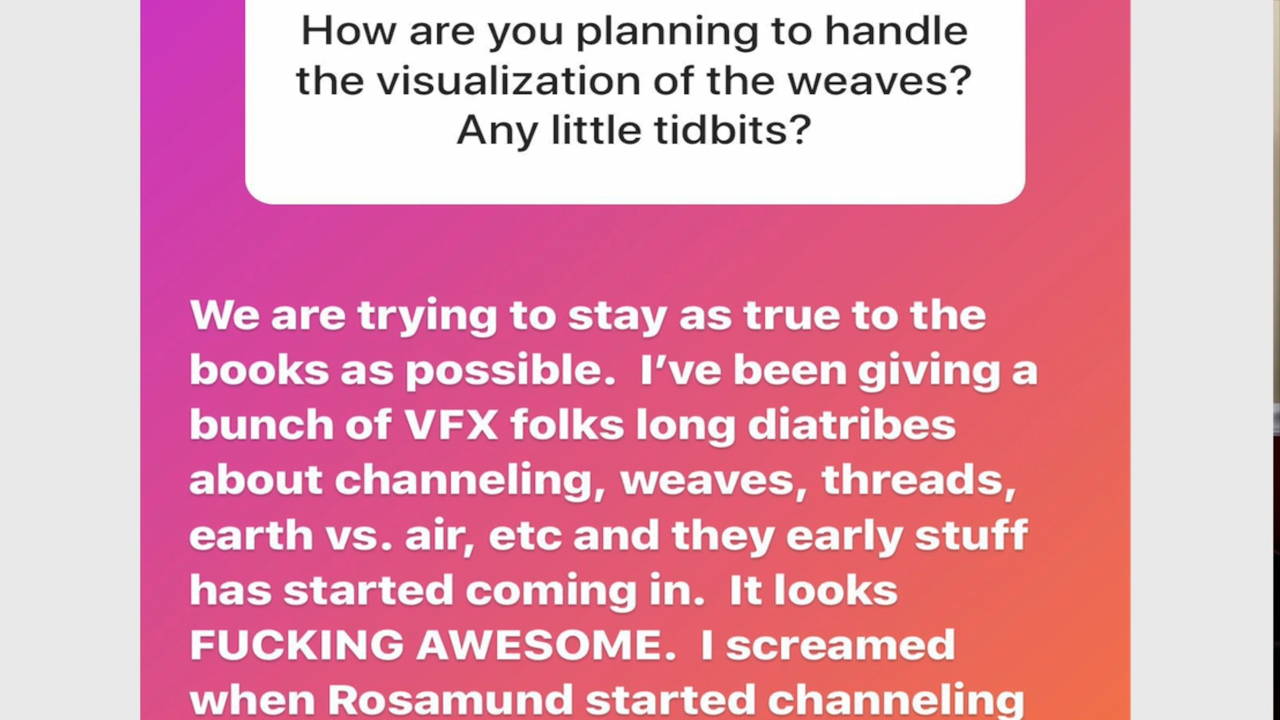 How are you planning to handle
the visualization of the weaves?
Any little tidbits?
We are trying to stay as true to the
books as possible.  I’ve been giving a
bunch of VFX folks long diatribes
about channeling, weaves, threads,
earth vs. air, etc and they early stuff
has started coming in.  It looks
FUCKING AWESOME.  I screamed
when Rosamund started channeling